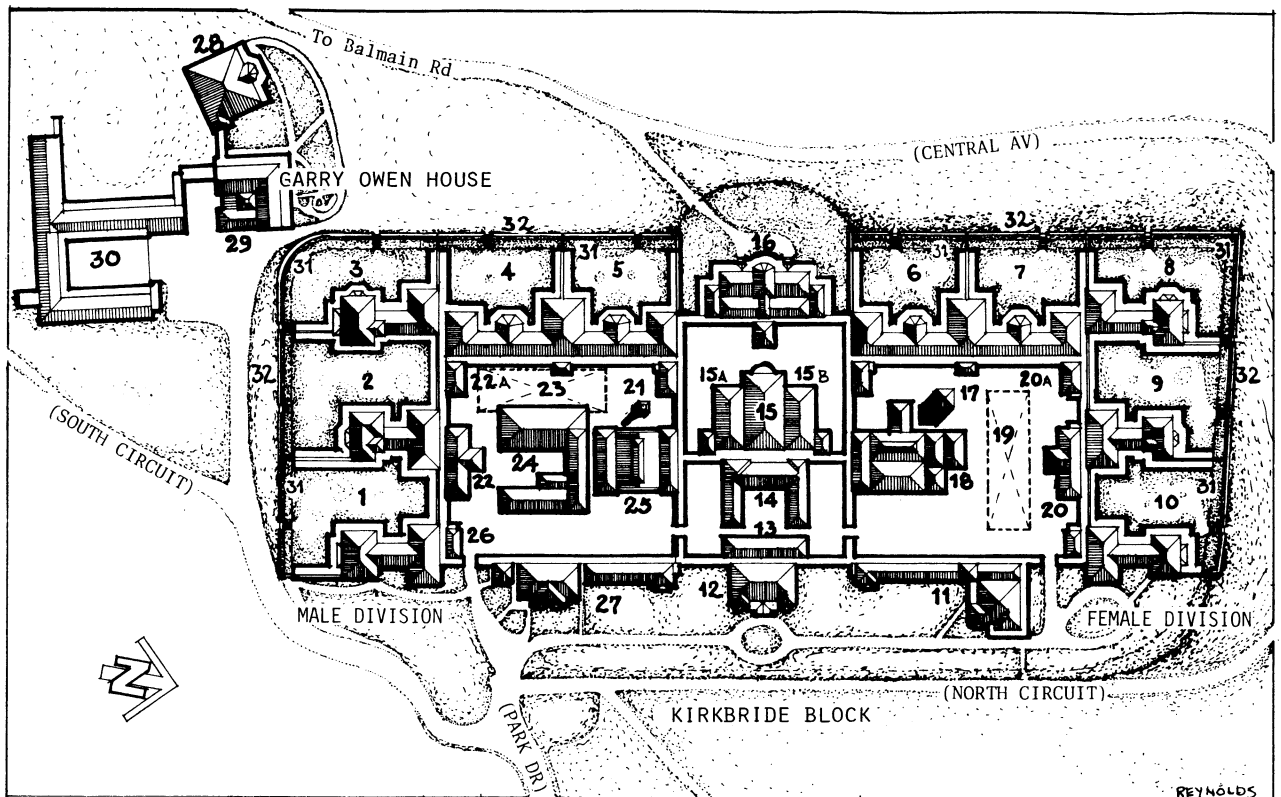 28
To Balmain Rd
(CENTRAL AV)
GARRY OWEN HOUSE
29
30
32
32
31
3
4
31
5
16
6
31
7
8
31
32
2
22A
23
21
15A
15
15B
17
20A
9
32
(SOUTH CIRCUIT)
19
24
22
25
14
18
31
1
26
13
20
10
31
27
12
11
MALE DIVISION
FEMALE DIVISION
N
(NORTH CIRCUIT)
(PARK DR)
KIRKBRIDE BLOCK
REYNOLDS